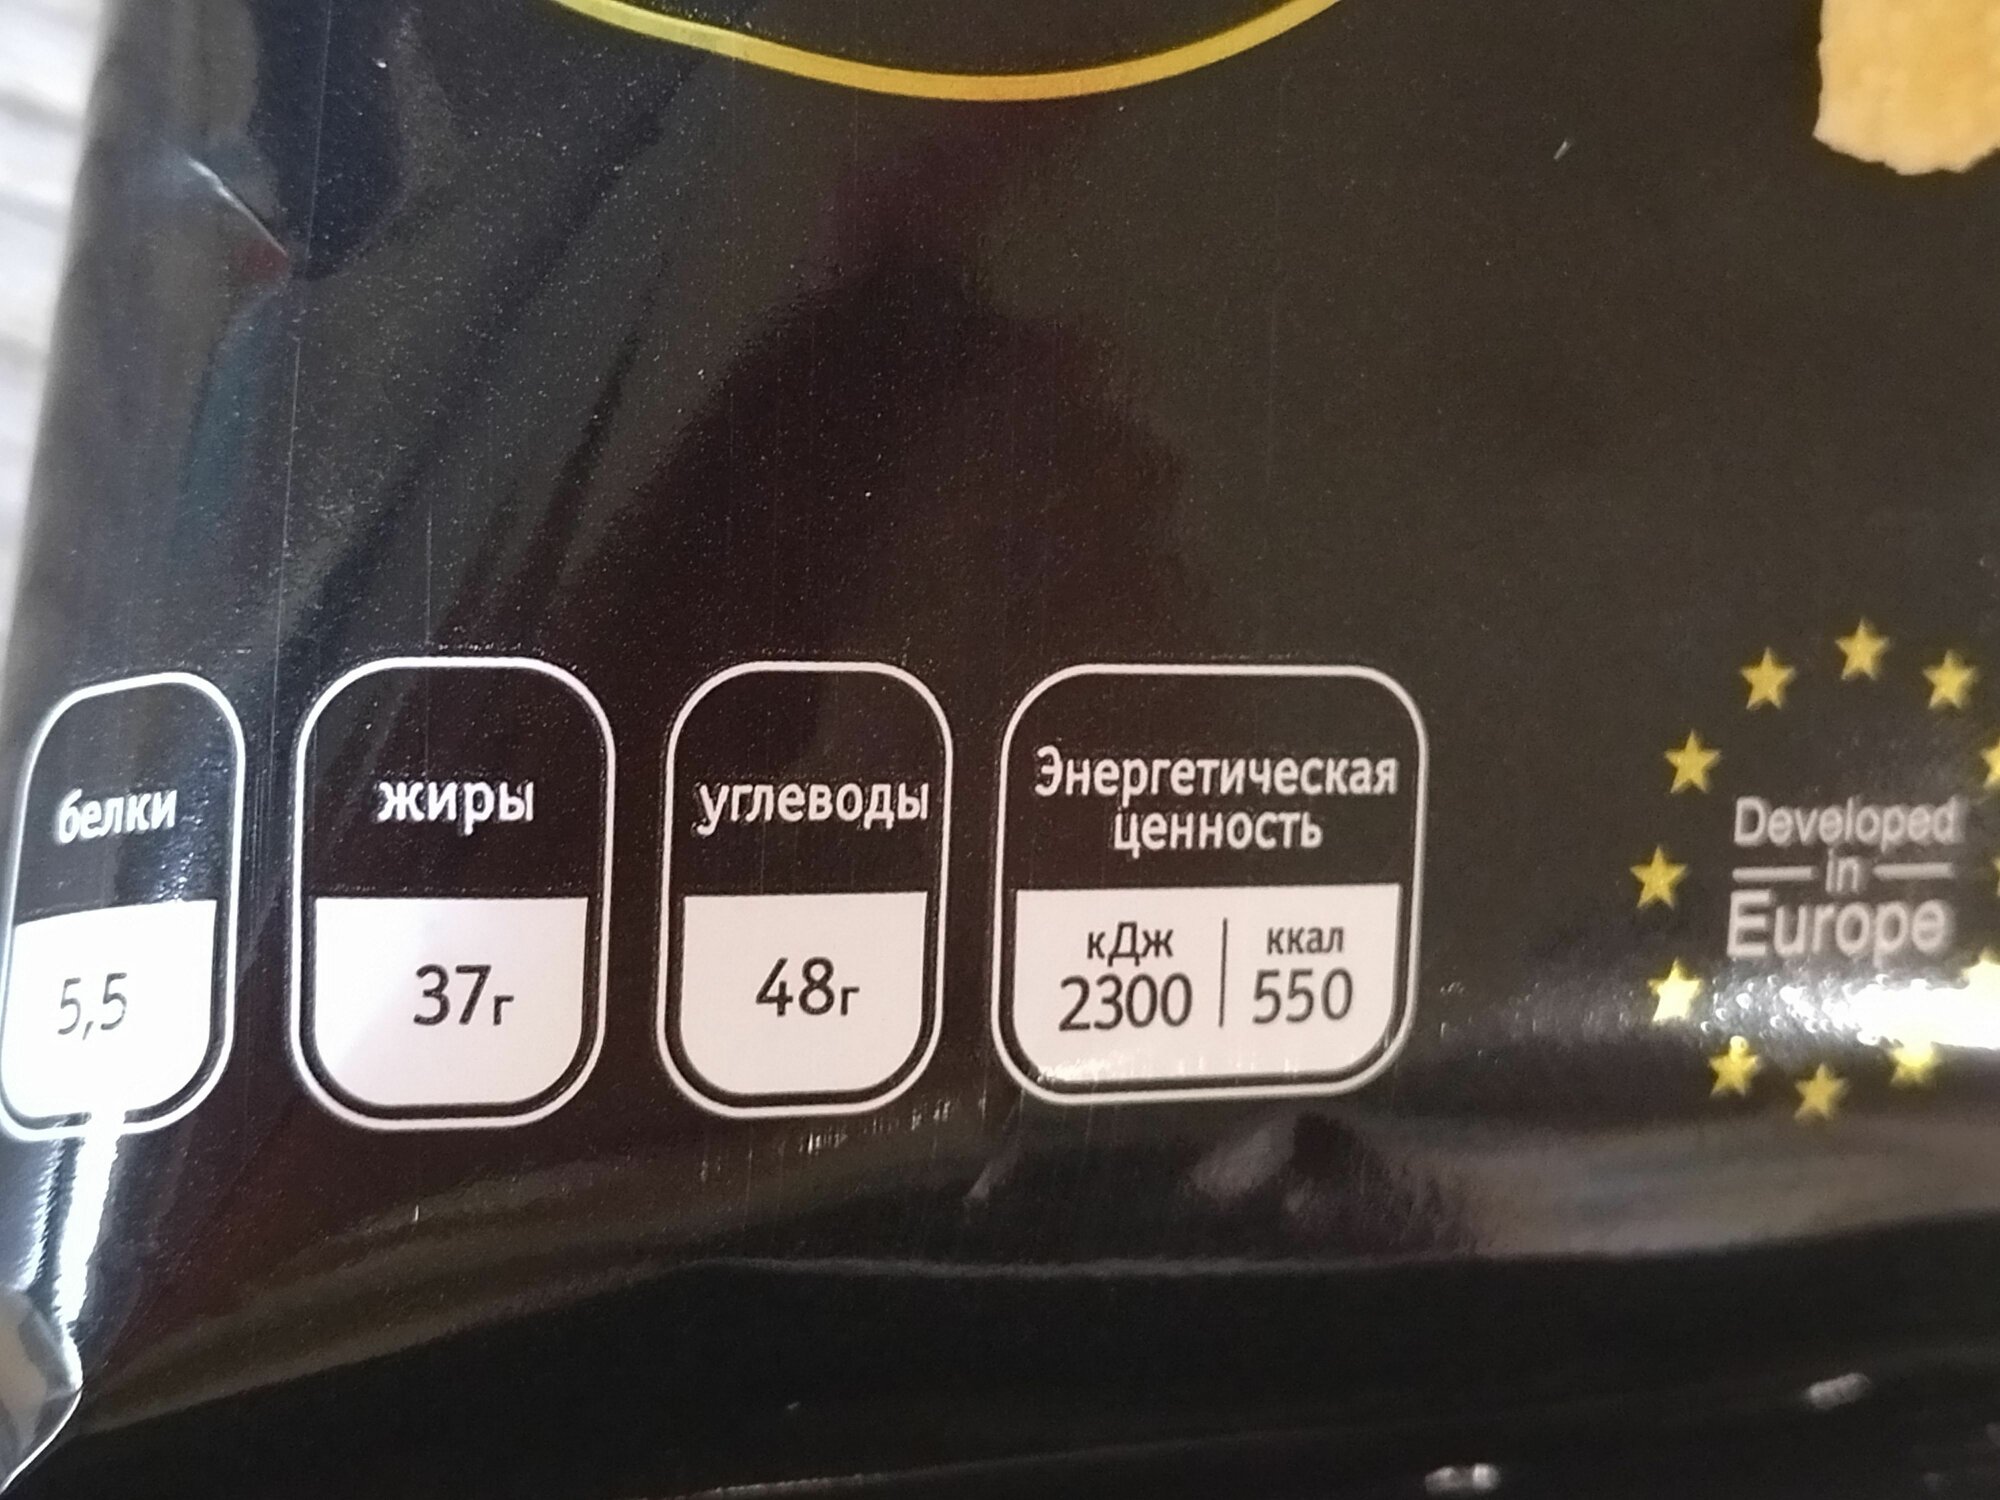 белки
5,5
жиры
37г
углеводы
48г
Энергетическая
ценность
кДж
2300
ккал
550
Developed
in
Europe